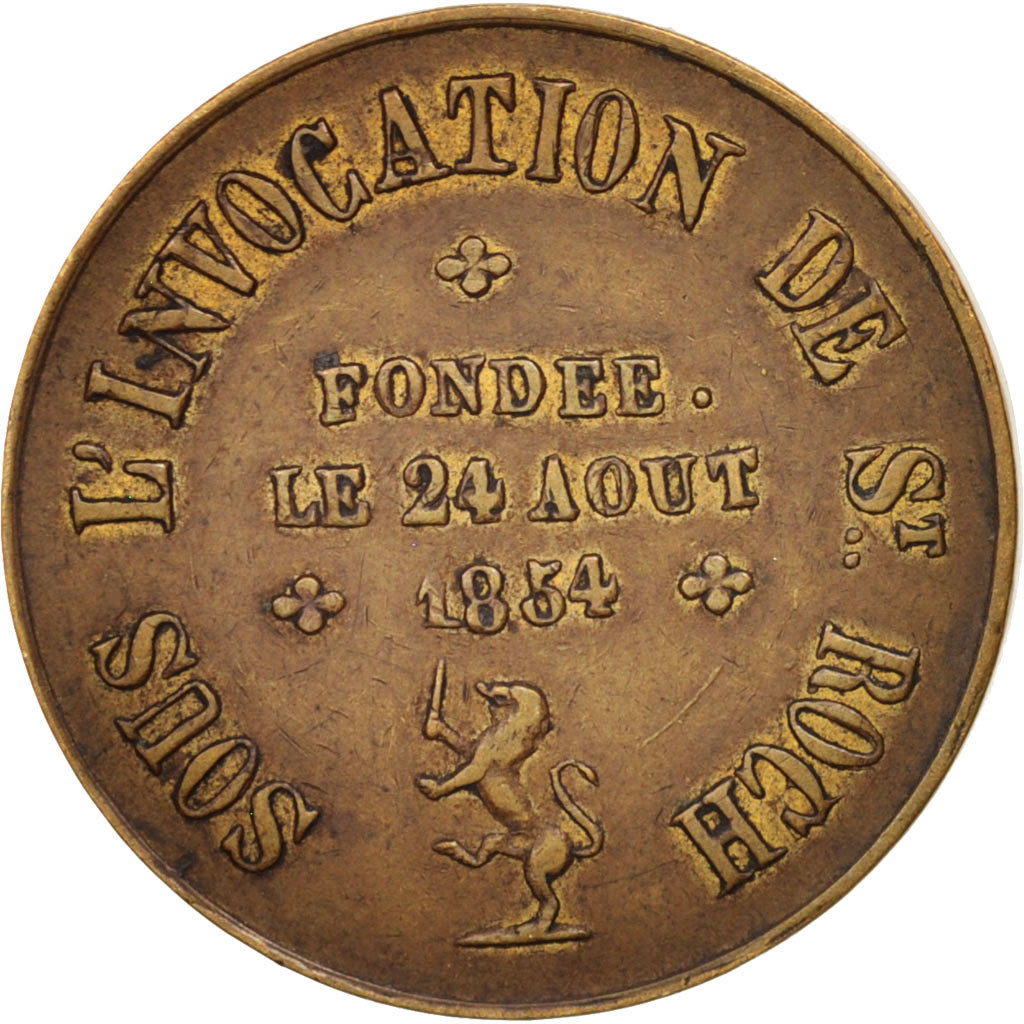 SOUS L'INVOCATION DE ST ROCH
FONDEE.
LE 24 AOUT
1854